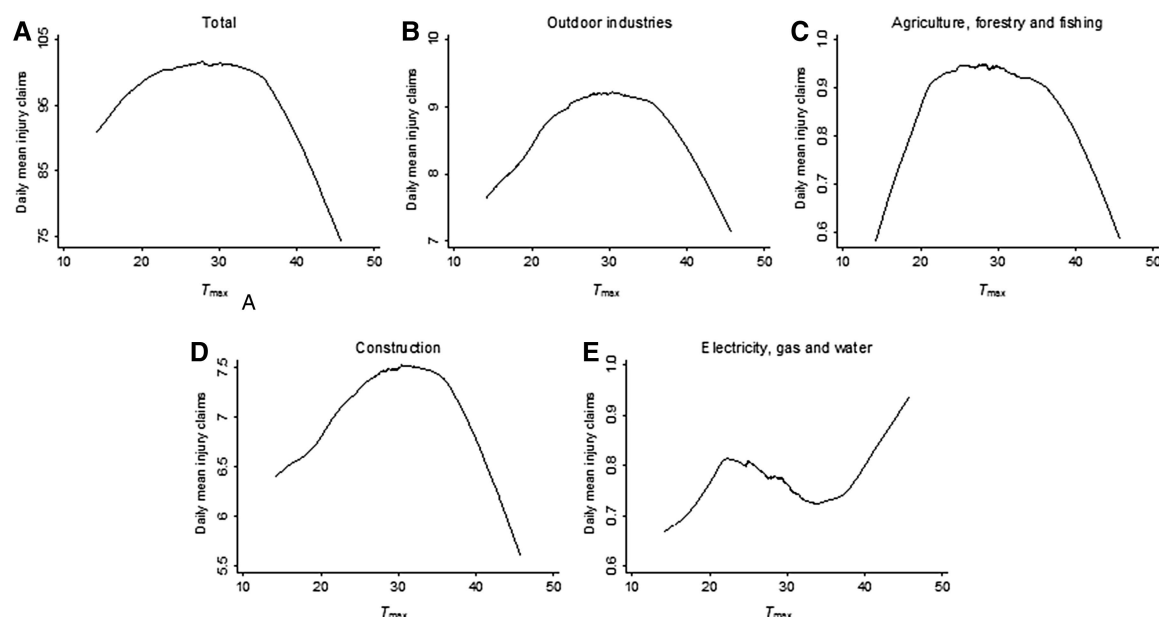 A Total
Daily mean injury claims
105
95
85
75
10 20 30 40 50
Tmax
A
B Outdoor industries
Daily mean injury claims
10
9
8
7
10 20 30 40 50
Tmax
C Agriculture, forestry and fishing
Daily mean injury claims
1.0
0.9
0.8
0.7
0.6
10 20 30 40 50
Tmax
D Construction
Daily mean injury claims
7.5
7
6.5
6
5.5
10 20 30 40 50
Tmax
E Electricity, gas and water
Daily mean injury claims
1.0
0.9
0.8
0.7
0.6
10 20 30 40 50
Tmax